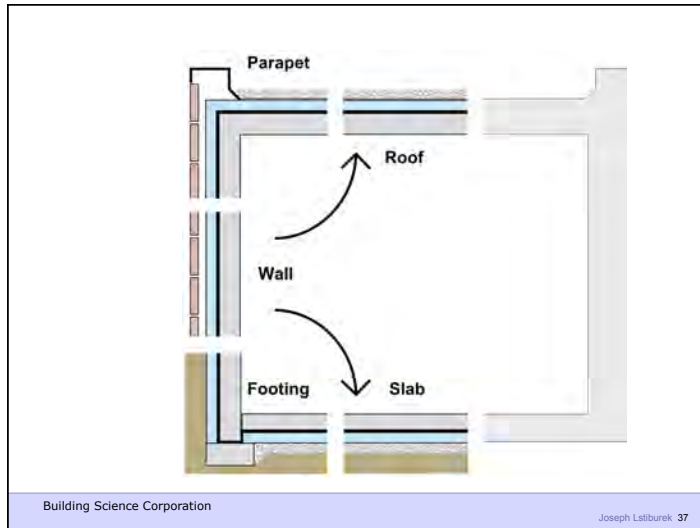 Parapet
Roof
Wall
Footing
Slab
Building Science Corporation
Joseph Lstiburek 37